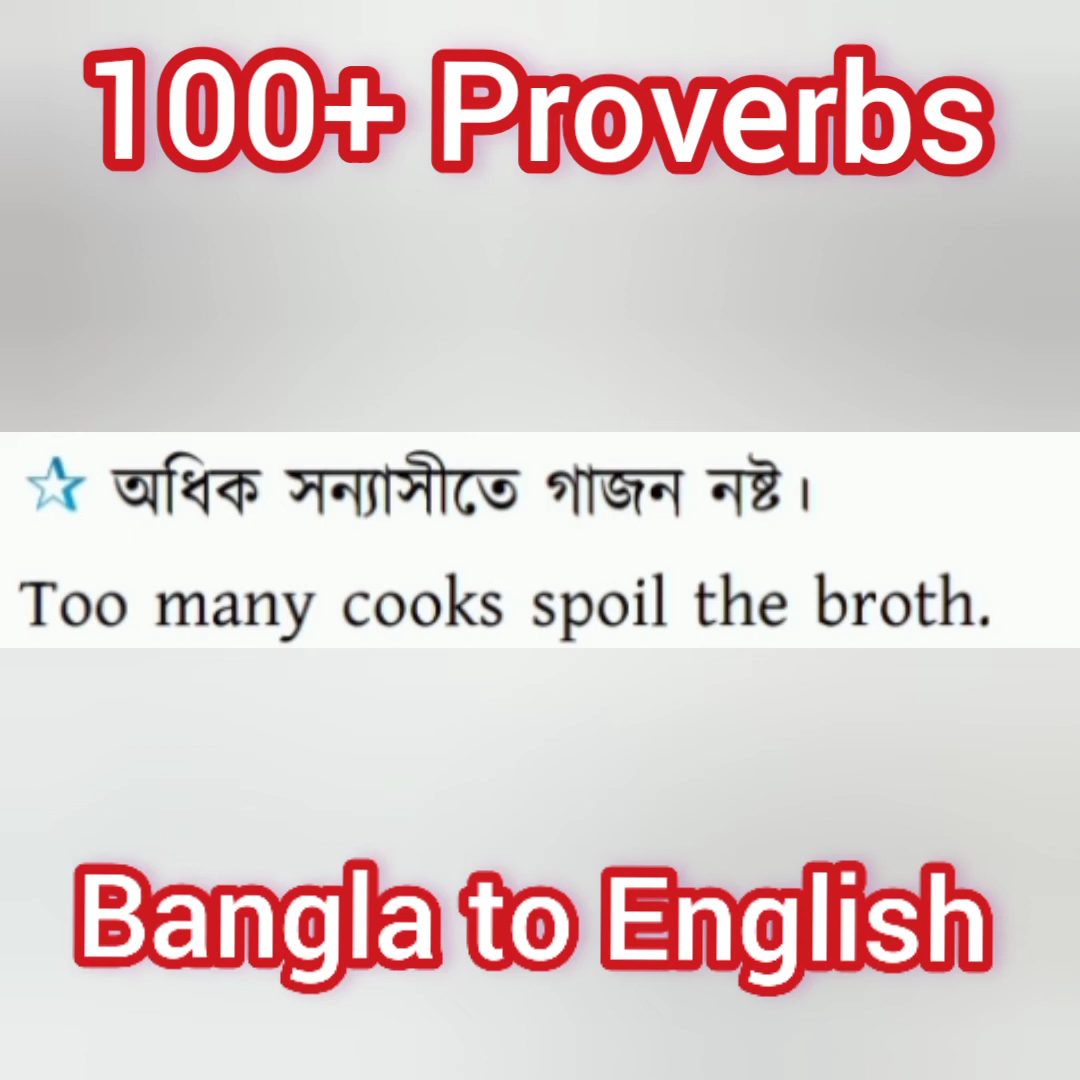 100+ Proverbs
☆ অধিক সন্ন্যাসীতে গাজন নষ্ট।
Too many cooks spoil the broth.
Bangla to English